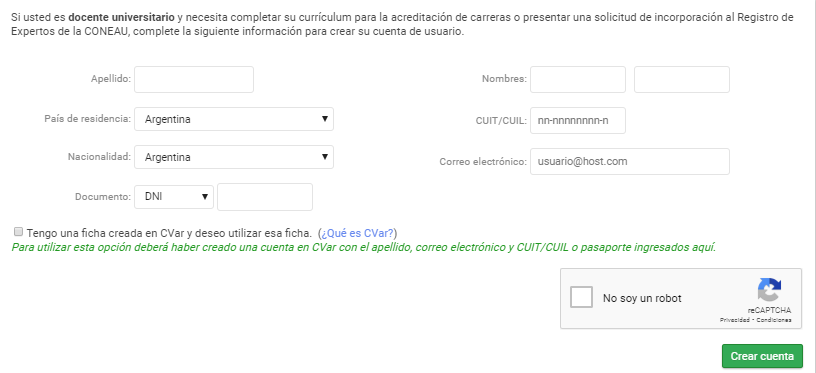 Si usted es docente universitario y necesita completar su currículum para la acreditación de carreras o presentar una solicitud de incorporación al Registro de
Expertos de la CONEAU, complete la siguiente información para crear su cuenta de usuario.
Apellido:
Nombres:
País de residencia: Argentina
CUIT/CUIL: nn-nnnnnnnn-n
Nacionalidad: Argentina
Correo electrónico: usuario@host.com
Documento: DNI
Tengo una ficha creada en CVar y deseo utilizar esa ficha. (¿Qué es CVar?)
Para utilizar esta opción deberá haber creado una cuenta en CVar con el apellido, correo electrónico y CUIT/CUIL o pasaporte ingresados aquí.
No soy un robot
reCAPTCHA
Privacidad - Condiciones
Crear cuenta